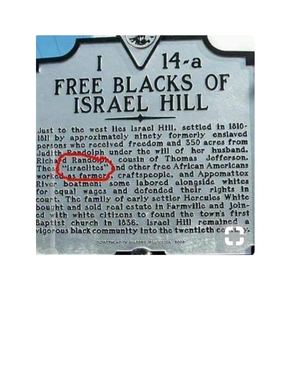 I 14-a
FREE BLACKS OF
ISRAEL HILL
Just to the west lies Israel Hill, settled in 1810-
1811 by approximately ninety formerly enslaved
persons who received freedom and 350 acres from
Judith Randolph under the will of her husband,
Richard Randolph, cousin of Thomas Jefferson.
These "Israelites" and other free African Americans
worked as farmers, craftspeople, and Appomattox
River boatmen; some labored alongside whites
for equal wages and defended their rights in
court. The family of early settler Hercules White
bought and sold real estate in Farmville and join-
ed with white citizens to found the town's first
Baptist church in 1836. Israel Hill remained a
vigorous black community into the twentieth century.
DEPARTMENT OF HISTORIC RESOURCES,